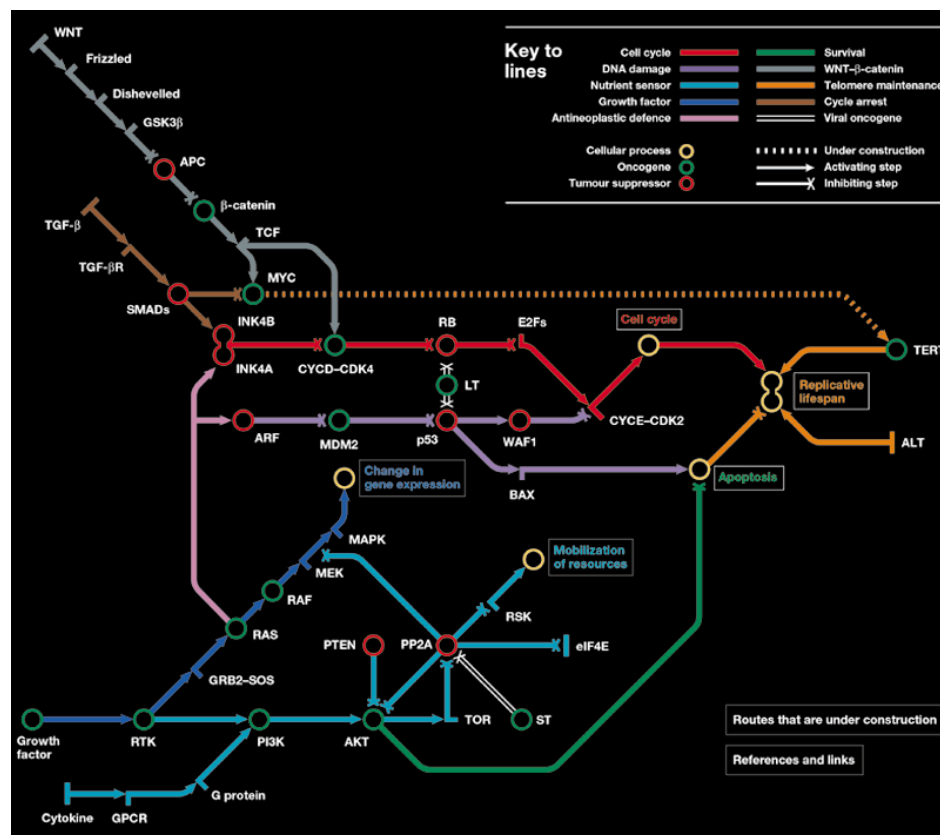 WNT
Frizzled
Dishevelled
GSK3β
APC
β-catenin
TCF
MYC
TGF-β
TGF-βR
SMADs
INK4B
INK4A
CYCD–CDK4
RB
E2Fs
Cell cycle
TERT
LT
Replicative
lifespan
ARF
MDM2
p53
WAF1
CYCE–CDK2
ALT
BAX
Apoptosis
Change in
gene expression
MAPK
MEK
RAF
RAS
GRB2–SOS
Mobilization
of resources
RSK
PTEN
PP2A
eIF4E
Growth
factor
RTK
PI3K
AKT
TOR
ST
Cytokine
GPCR
G protein
Key to
lines
Cell cycle
Survival
DNA damage
WNT–β-catenin
Nutrient sensor
Telomere maintenance
Growth factor
Cycle arrest
Antineoplastic defence
Viral oncogene
Cellular process
Under construction
Oncogene
Activating step
Tumour suppressor
Inhibiting step
Routes that are under construction
References and links